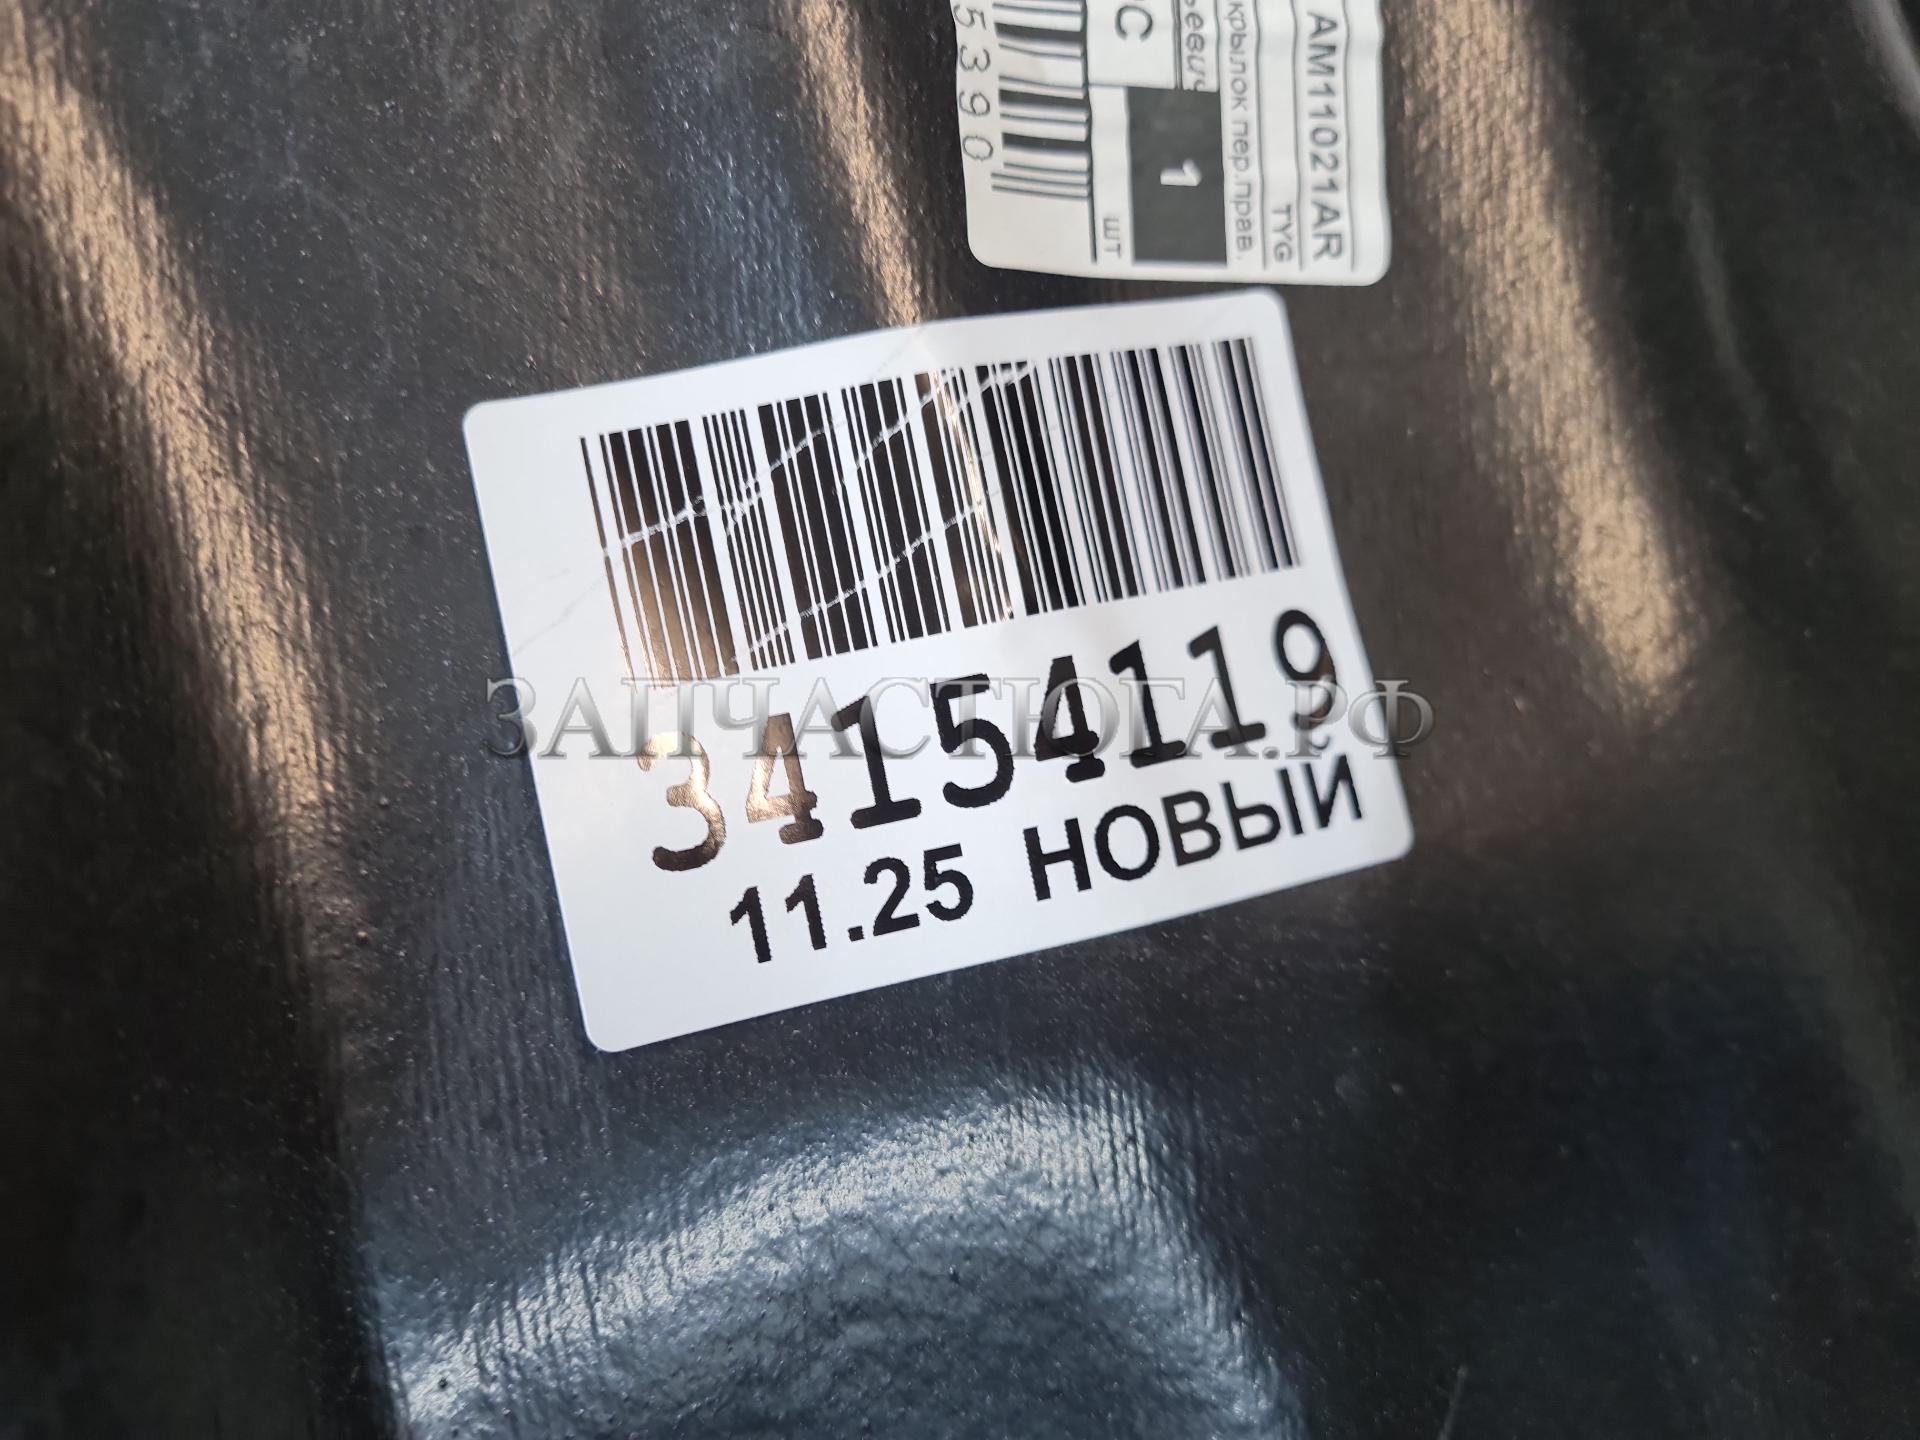 AM11021AR
TYG
крылок пер.прав.
1
шт
5390
ЗАПЧАСТЮГА.РФ
34154119
11.25 НОВЫЙ